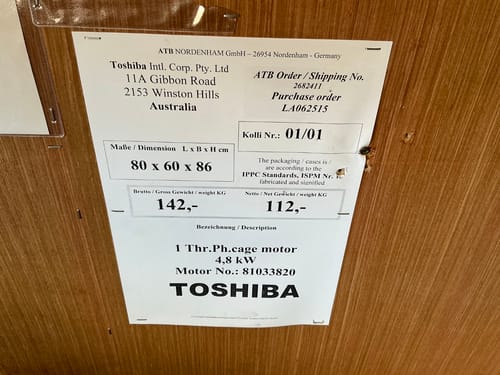 ATB NORDENHAM GmbH – 26954 Nordenham - Germany
Toshiba Intl. Corp. Pty. Ltd
11A Gibbon Road
2153 Winston Hills
Australia
ATB Order / Shipping No.
2682411
Purchase order
LA062515
Kolli Nr.: 01/01
Maße / Dimension L x B x H cm
80 x 60 x 86
The packaging / cases is /
are according to the
IPPC Standards, ISPM Nr.
fabricated and signified
Brutto / Gross Gewicht / weight KG
142,-
Netto / Net Gewicht / weight KG
112,-
Bezeichnung / Description
1 Thr.Ph.cage motor
4,8 kW
Motor No.: 81033820
TOSHIBA